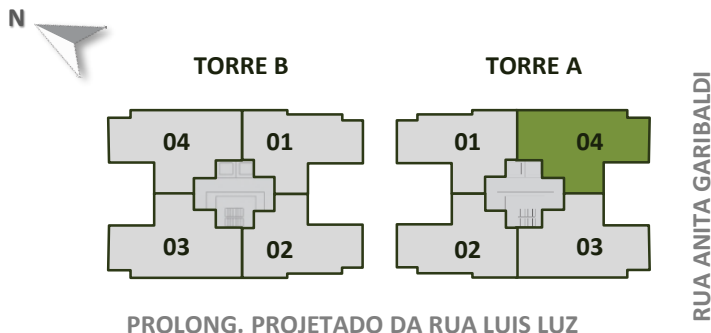 N
TORRE B
TORRE A
04
01
03
02
01
04
02
03
RUA ANITA GARIBALDI
PROLONG. PROJETADO DA RUA LUIS LUZ